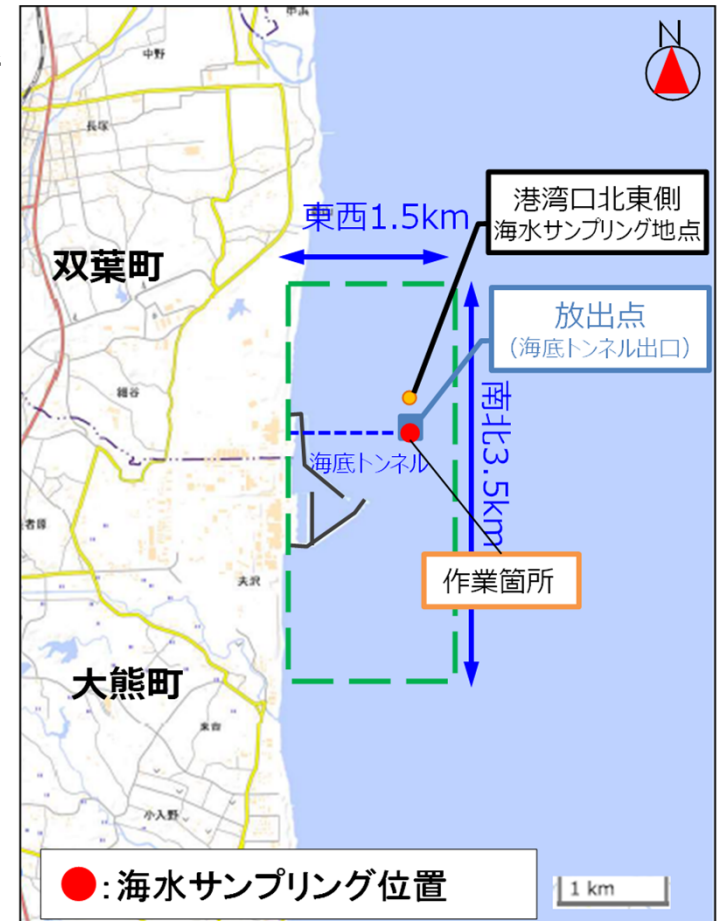 中野
長塚
N
港湾口北東側
海水サンプリング地点
東西1.5km
双葉町
放出点
(海底トンネル出口)
細谷
南北3.5km
海底トンネル
夫沢
作業箇所
大熊町
小入野
●:海水サンプリング位置
1 km